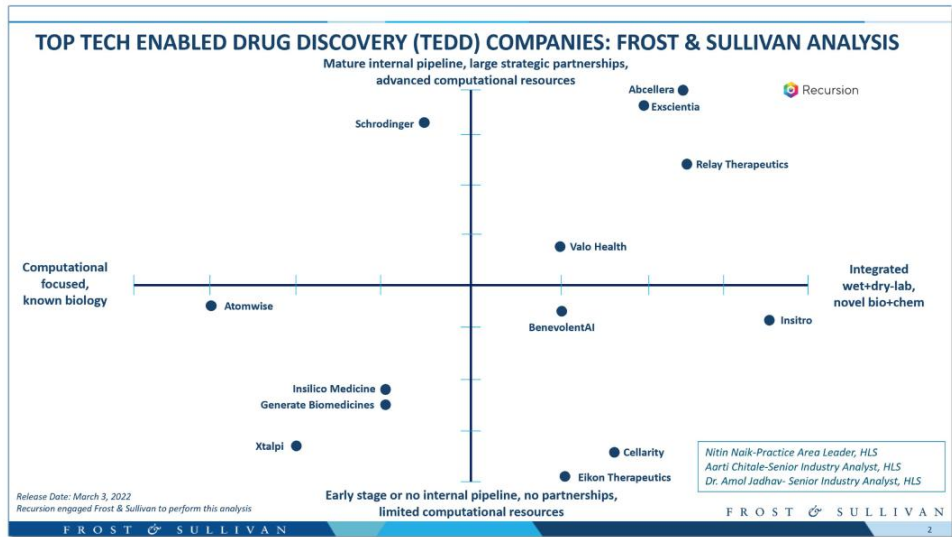 TOP TECH ENABLED DRUG DISCOVERY (TEDD) COMPANIES: FROST & SULLIVAN ANALYSIS
Mature internal pipeline, large strategic partnerships,
advanced computational resources
Abcellera
Recursion
Exscientia
Schrodinger
Relay Therapeutics
Valo Health
Computational
focused,
known biology
Integrated
wet+dry-lab,
novel bio+chem
Atomwise
BenevolentAI
Insitro
Insilico Medicine
Generate Biomedicines
Xtalpi
Cellarity
Eikon Therapeutics
Nitin Naik-Practice Area Leader, HLS
Aarti Chitale-Senior Industry Analyst, HLS
Dr. Amol Jadhav- Senior Industry Analyst, HLS
Early stage or no internal pipeline, no partnerships,
limited computational resources
Release Date: March 3, 2022
Recursion engaged Frost & Sullivan to perform this analysis
FROST & SULLIVAN
FROST & SULLIVAN
2